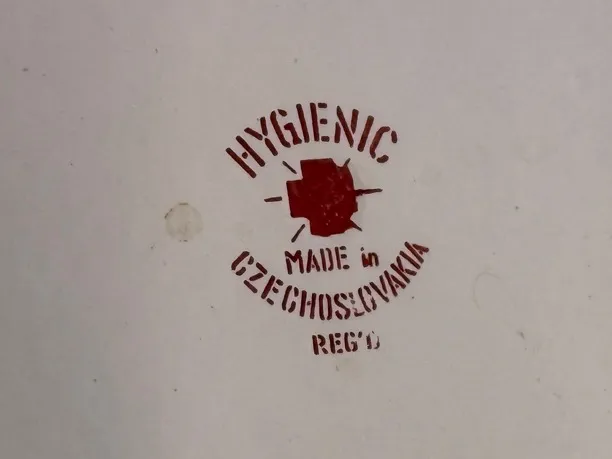 HYGIENIC
MADE in
CZECHOSLOVAKIA
REG'D